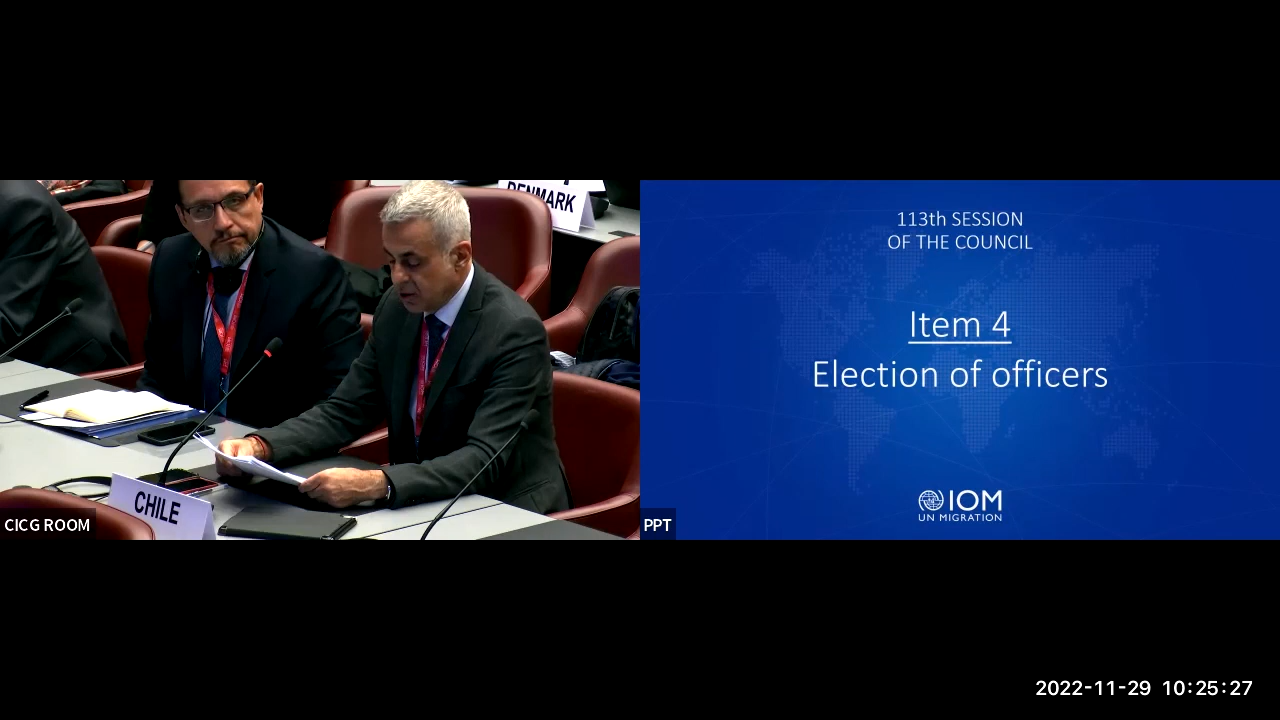 DENMARK
CHILE
CICG ROOM
113th SESSION
OF THE COUNCIL
Item 4
Election of officers
IOM
UN MIGRATION
PPT
2022-11-29 10:25:27